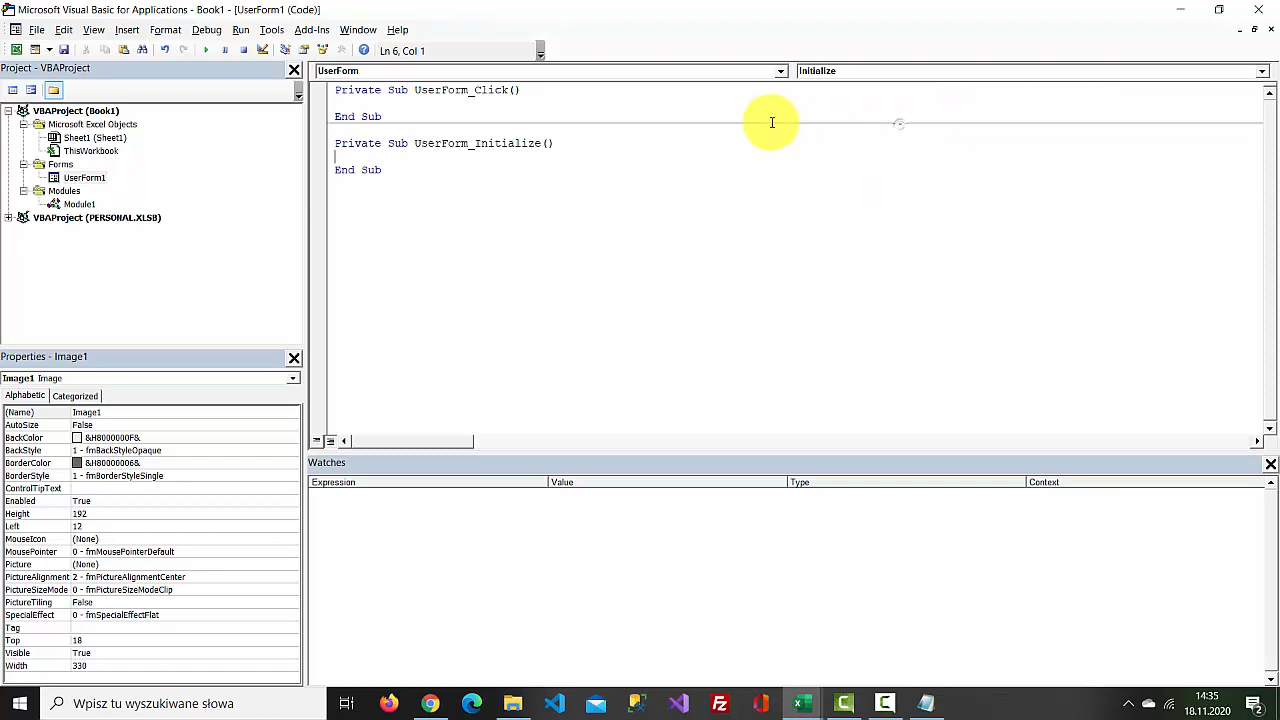 Microsoft Visual Basic for Applications - Book1 - [UserForm1 (Code)]
File Edit View Insert Format Debug Run Tools Add-Ins Window Help
Ln 6, Col 1
Project - VBAProject
VBAProject (Book1)
Microsoft Excel Objects
Sheet1 (Sheet1)
ThisWorkbook
Forms
UserForm1
Modules
Module1
VBAProject (PERSONAL.XLSB)
UserForm Initialize
Private Sub UserForm_Click()
End Sub
Private Sub UserForm_Initialize()
End Sub
Properties - Image1
Image1 Image
Alphabetic Categorized
(Name) Image1
AutoSize False
BackColor &H8000000F&
BackStyle 1 - fmBackStyleOpaque
BorderColor &H80000006&
BorderStyle 1 - fmBorderStyleSingle
ControlTipText
Enabled True
Height 192
Left 12
MouseIcon (None)
MousePointer 0 - fmMousePointerDefault
Picture (None)
PictureAlignment 2 - fmPictureAlignmentCenter
PictureSizeMode 0 - fmPictureSizeModeClip
PictureTiling False
SpecialEffect 0 - fmSpecialEffectFlat
Tag
Top 18
Visible True
Width 330
Watches
Expression Value Type Context
Wpisz tu wyszukiwane słowa
14:35
18.11.2020
2